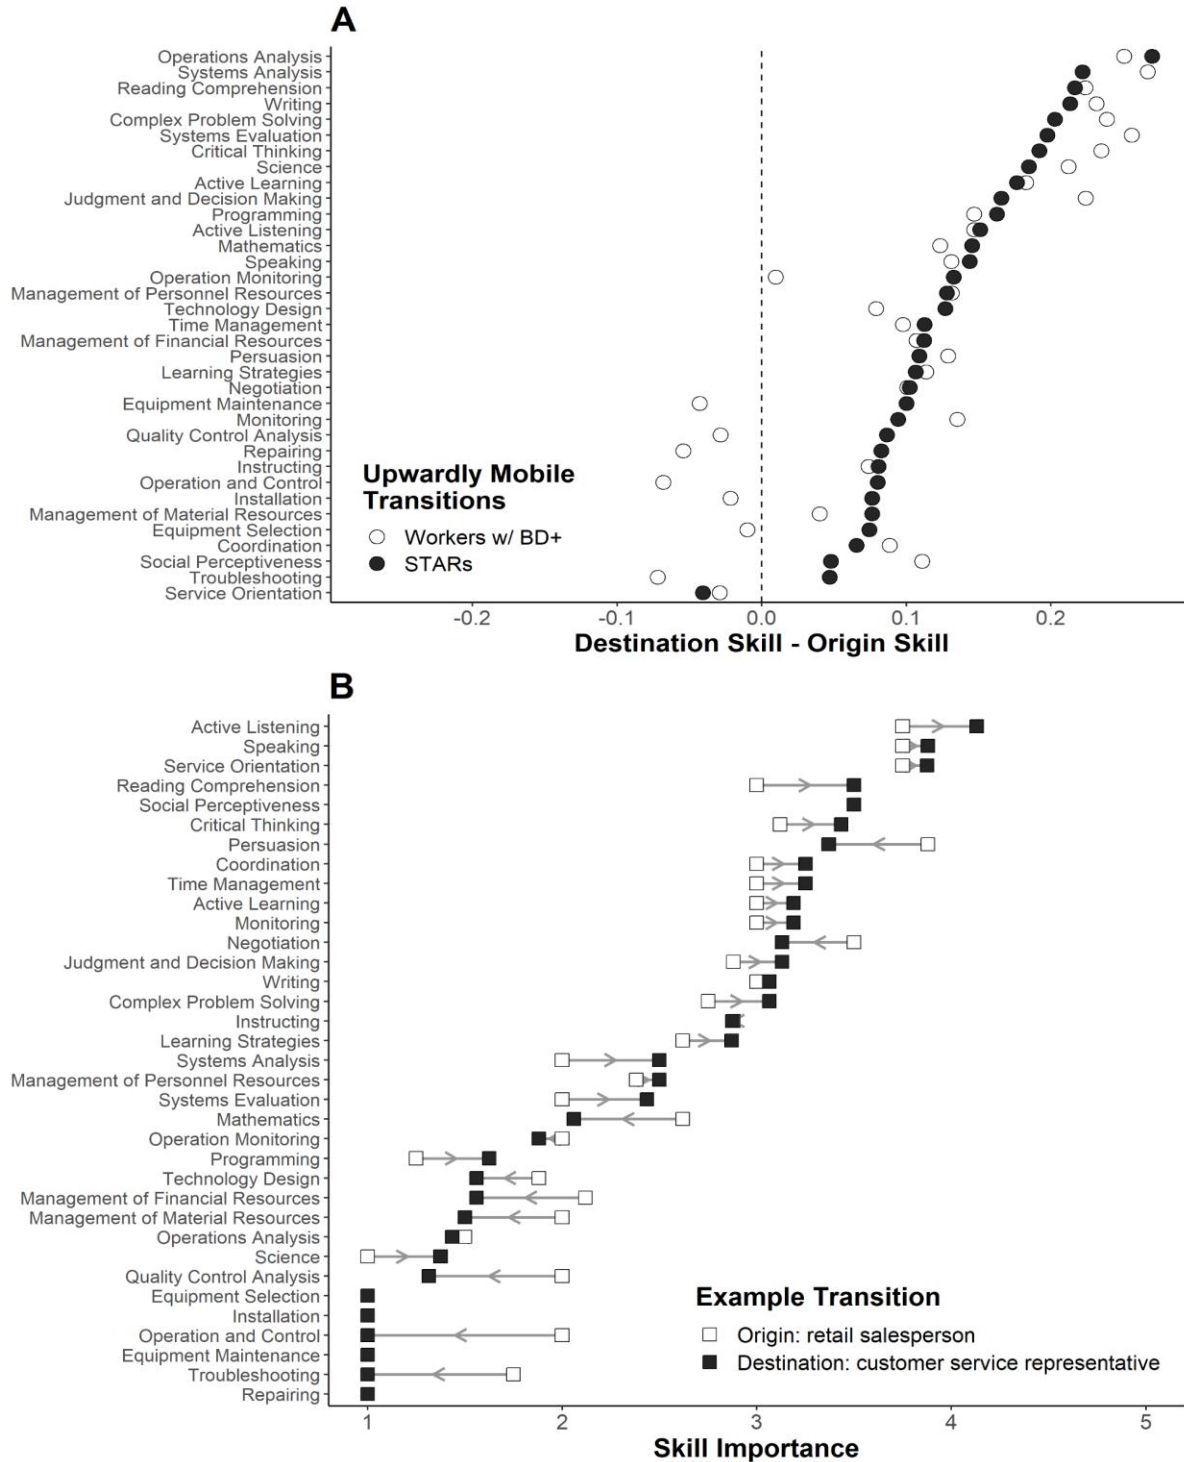 A
Operations Analysis
Systems Analysis
Reading Comprehension
Writing
Complex Problem Solving
Systems Evaluation
Critical Thinking
Science
Active Learning
Judgment and Decision Making
Programming
Active Listening
Mathematics
Speaking
Operation Monitoring
Management of Personnel Resources
Technology Design
Time Management
Management of Financial Resources
Persuasion
Learning Strategies
Negotiation
Equipment Maintenance
Monitoring
Quality Control Analysis
Repairing
Instructing
Operation and Control
Installation
Management of Material Resources
Equipment Selection
Coordination
Social Perceptiveness
Troubleshooting
Service Orientation
Upwardly Mobile
Transitions
Workers w/ BD+
STARs
-0.2 -0.1 0.0 0.1 0.2
Destination Skill - Origin Skill
B
Active Listening
Speaking
Service Orientation
Reading Comprehension
Social Perceptiveness
Critical Thinking
Persuasion
Coordination
Time Management
Active Learning
Monitoring
Negotiation
Judgment and Decision Making
Writing
Complex Problem Solving
Instructing
Learning Strategies
Systems Analysis
Management of Personnel Resources
Systems Evaluation
Mathematics
Operation Monitoring
Programming
Technology Design
Management of Financial Resources
Management of Material Resources
Operations Analysis
Science
Quality Control Analysis
Equipment Selection
Installation
Operation and Control
Equipment Maintenance
Troubleshooting
Repairing
Example Transition
Origin: retail salesperson
Destination: customer service representative
1 2 3 4 5
Skill Importance